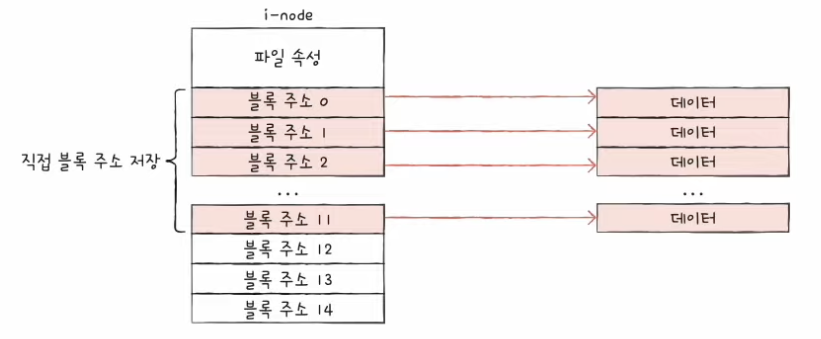 i-node
파일 속성
블록 주소 0
데이터
블록 주소 1
데이터
직접 블록 주소 저장
블록 주소 2
데이터
...
...
블록 주소 11
데이터
블록 주소 12
블록 주소 13
블록 주소 14